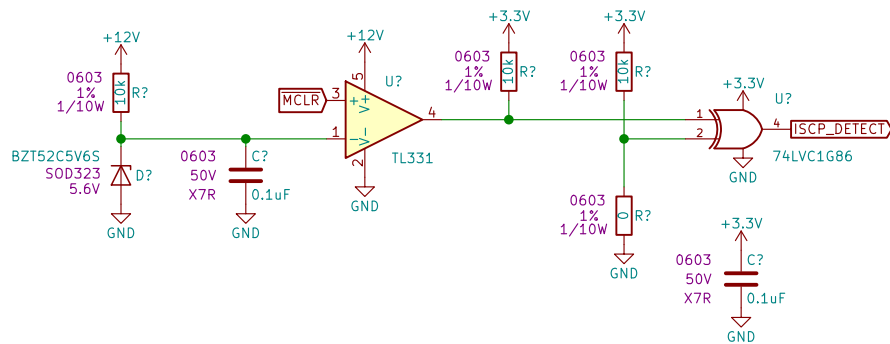 +12V
0603
1%
1/10W
10k
R?
BZT52C5V6S
SOD323
5.6V
D?
GND
0603
50V
X7R
C?
0.1uF
GND
+12V
MCLR
3
1
5
2
4
+
-
V+
V-
U?
TL331
GND
+3.3V
0603
1%
1/10W
10k
R?
+3.3V
0603
1%
1/10W
10k
R?
0603
1%
1/10W
0
R?
GND
+3.3V
U?
1
2
4
ISCP_DETECT
74LVC1G86
GND
+3.3V
0603
50V
X7R
C?
0.1uF
GND